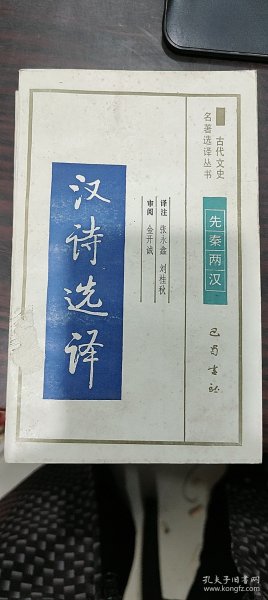 古代文史
名著选译丛书
先秦两汉
巴蜀书社
译注 张永鑫 刘桂秋
审阅 金开诚
汉诗选译
孔夫子旧书网